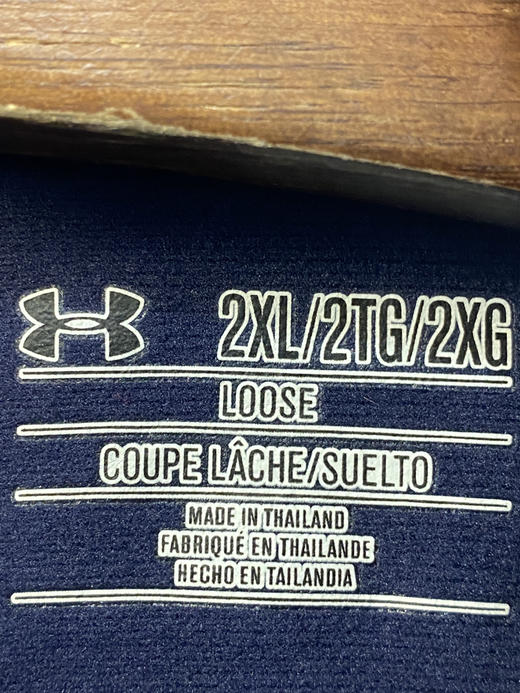 2XL/2TG/2XG
LOOSE
COUPE LÂCHE/SUELTO
MADE IN THAILAND
FABRIQUÉ EN THAILANDE
HECHO EN TAILANDIA